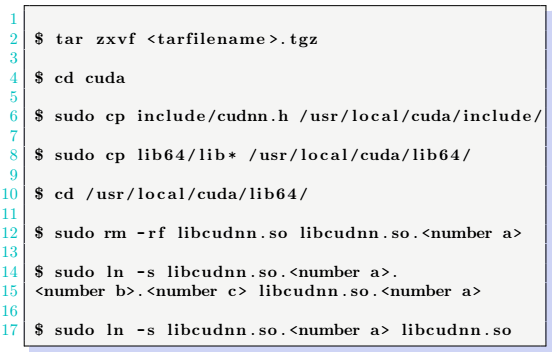 1
2 $ tar zxvf <tarfilename>.tgz
3
4 $ cd cuda
5
6 $ sudo cp include/cudnn.h /usr/local/cuda/include/
7
8 $ sudo cp lib64/lib* /usr/local/cuda/lib64/
9
10 $ cd /usr/local/cuda/lib64/
11
12 $ sudo rm -rf libcudnn.so libcudnn.so.<number a>
13
14 $ sudo ln -s libcudnn.so.<number a>.
15 <number b>.<number c> libcudnn.so.<number a>
16
17 $ sudo ln -s libcudnn.so.<number a> libcudnn.so